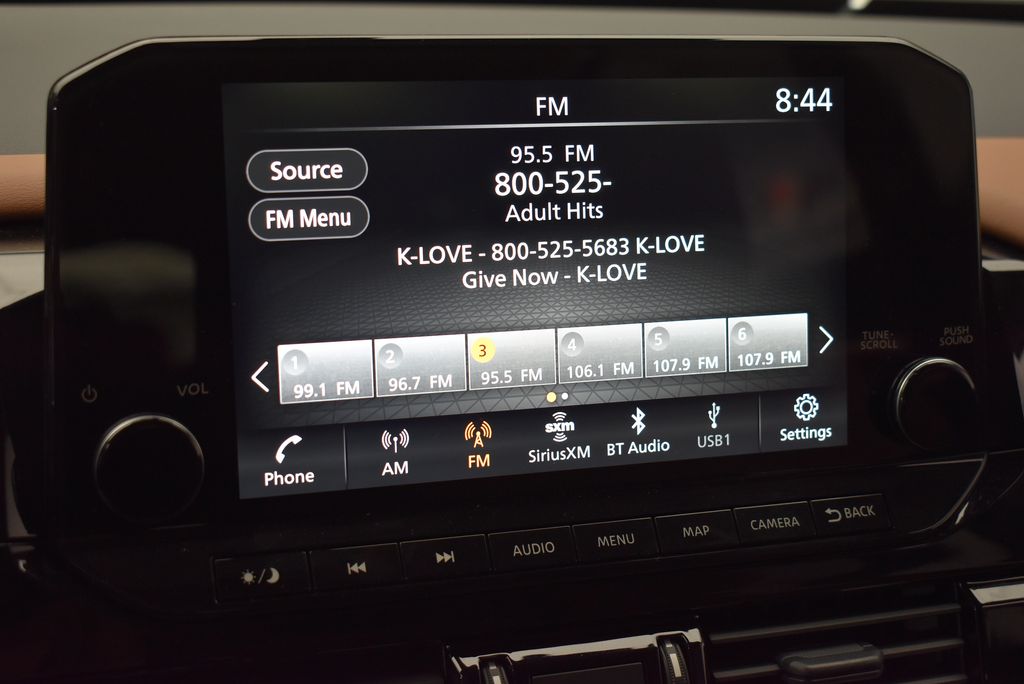 FM 8:44
Source
FM Menu
95.5 FM
800-525-
Adult Hits
K-LOVE - 800-525-5683 K-LOVE
Give Now - K-LOVE
1 2 3 4 5 6
99.1 FM 96.7 FM 95.5 FM 106.1 FM 107.9 FM 107.9 FM
TUNE-SCROLL
PUSH SOUND
VOL
Phone AM FM sxm SiriusXM BT Audio USB1 Settings
AUDIO MENU MAP CAMERA BACK